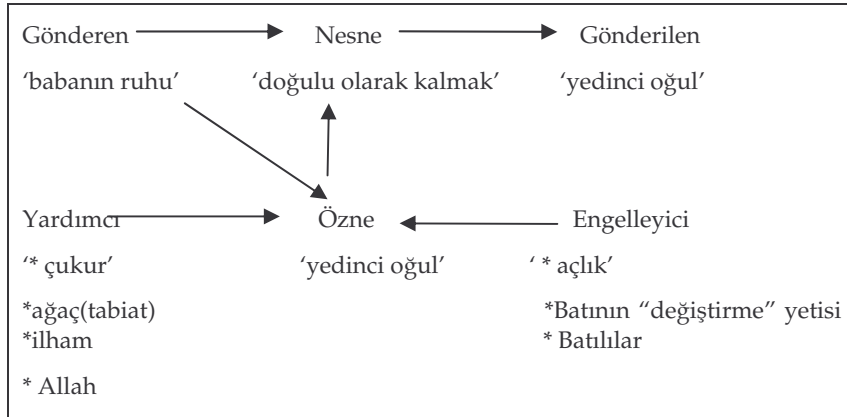 Gönderen Nesne Gönderilen
‘babanın ruhu’ ‘doğulu olarak kalmak’ ‘yedinci oğul’
Yardımcı Özne Engelleyici
‘* çukur’ ‘yedinci oğul’ ‘ * açlık’
*ağaç(tabiat) *Batının “değiştirme” yetisi
*ilham * Batılılar
* Allah